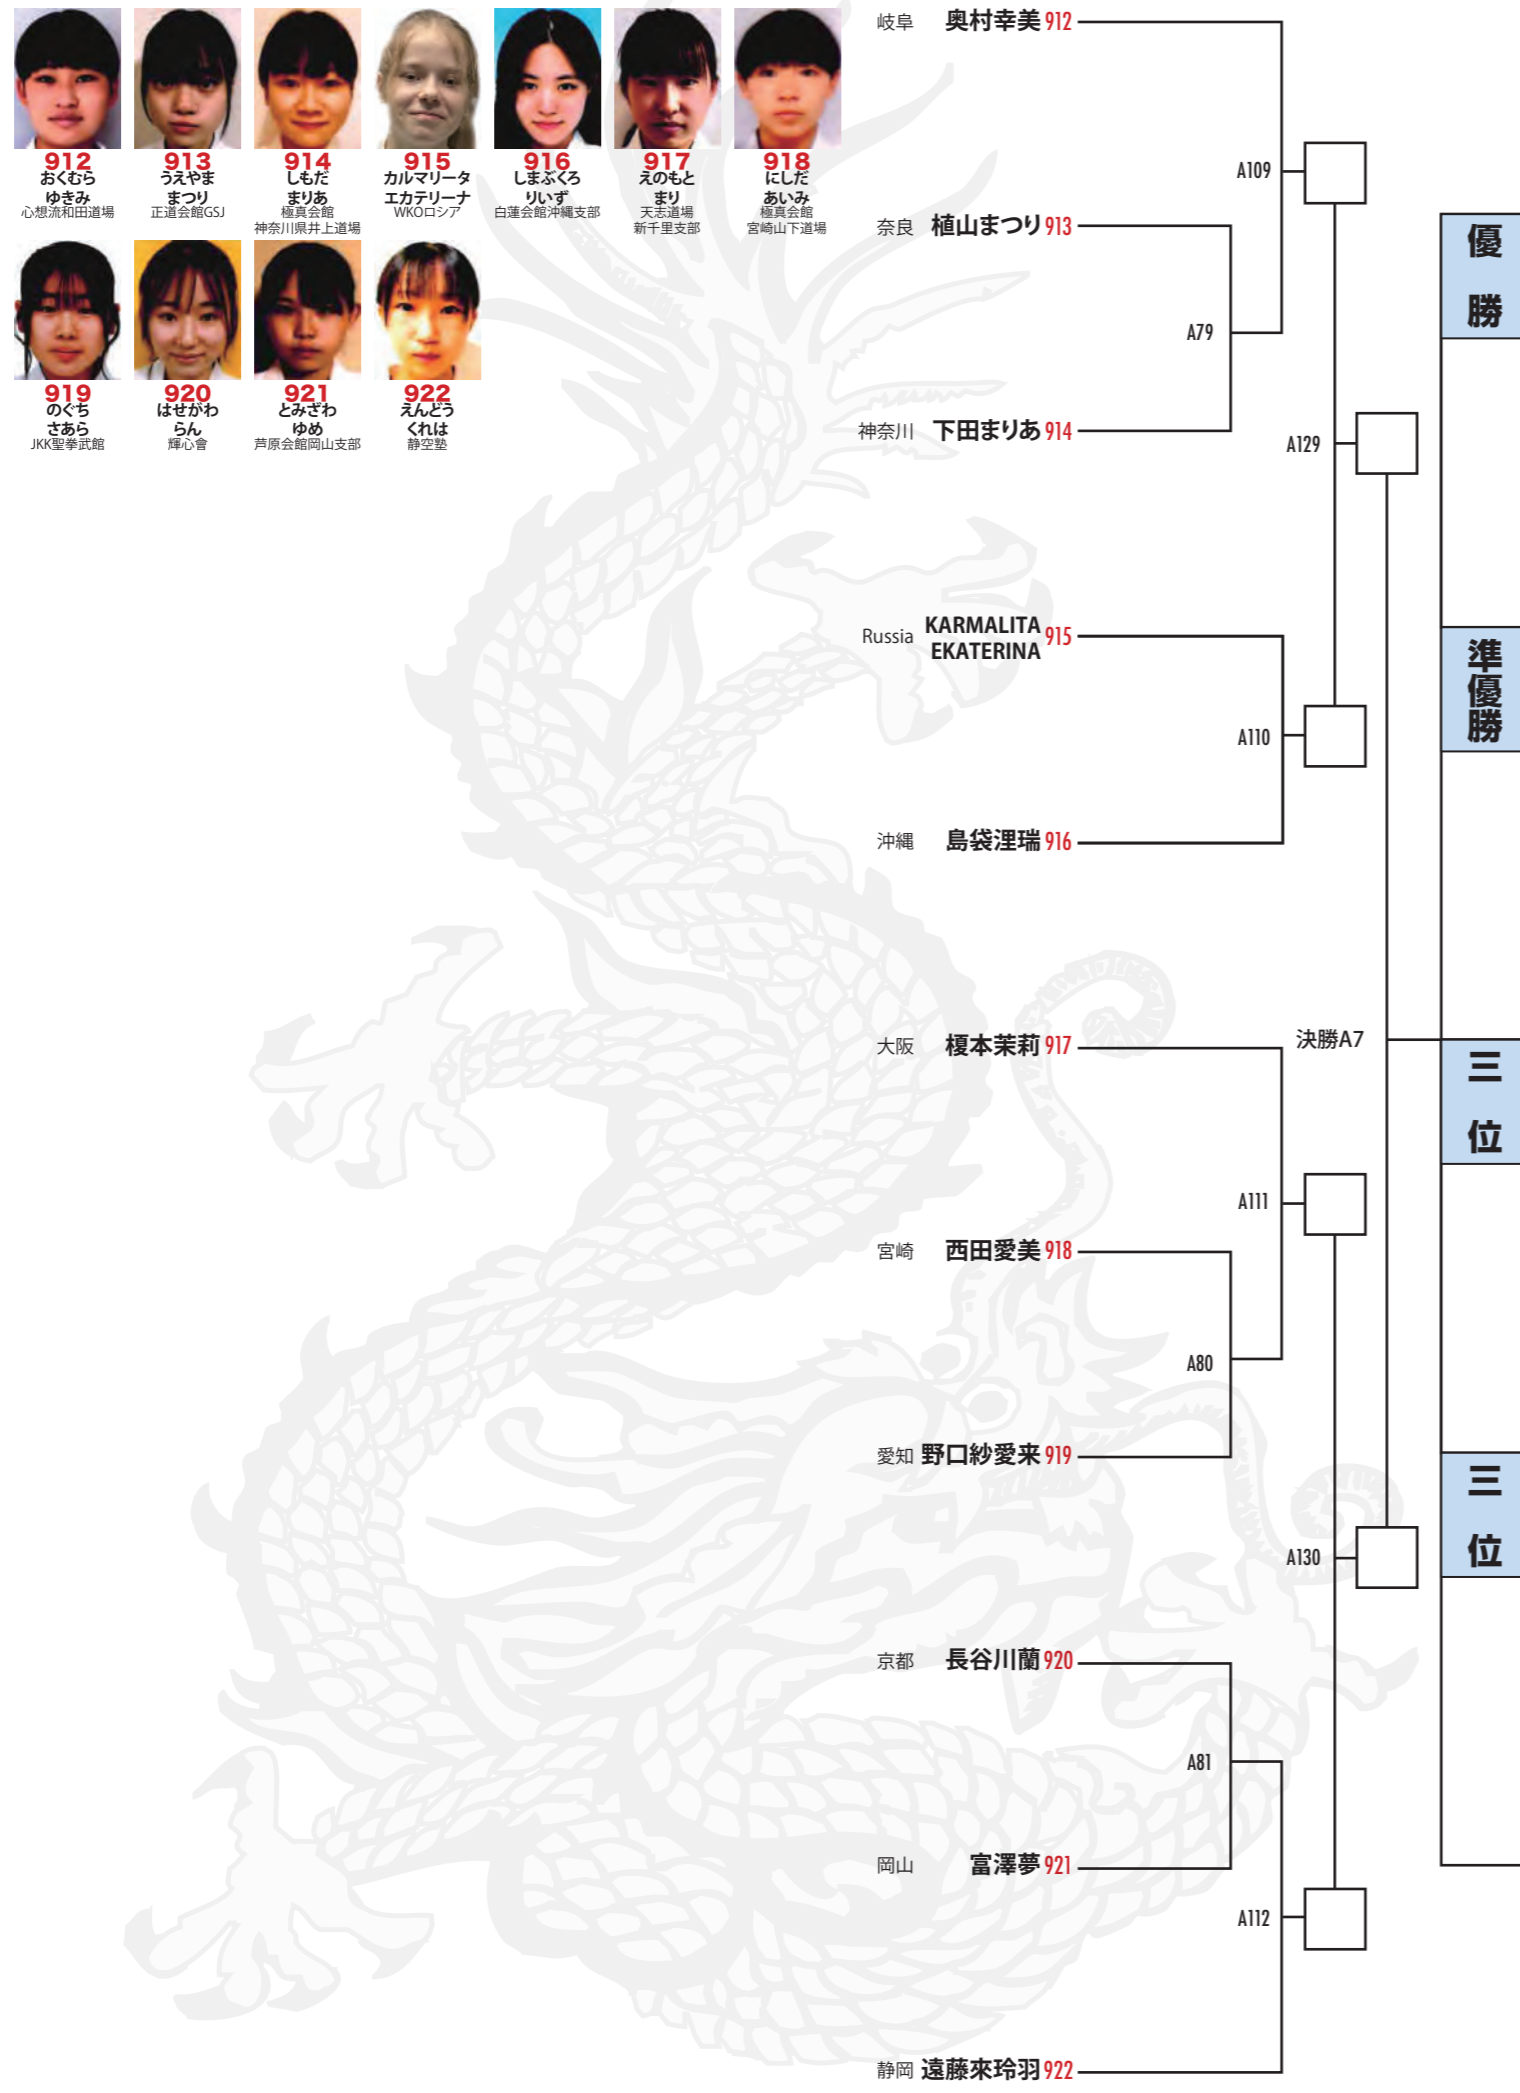 912
おくむら
ゆきみ
心想流和田道場
913
うえやま
まつり
正道会館GSJ
914
しもだ
まりあ
極真会館
神奈川県井上道場
915
カルマリータ
エカテリーナ
WKOロシア
916
しまぶくろ
りいず
白蓮会館沖縄支部
917
えのもと
まり
天志道場
新千里支部
918
にしだ
あいみ
極真会館
宮崎山下道場
919
のぐち
さあら
JKK聖拳武館
920
はせがわ
らん
輝心會
921
とみざわ
ゆめ
芦原会館岡山支部
922
えんどう
くれは
静空塾
岐阜 奥村幸美 912
A109
奈良 植山まつり 913
A79
神奈川 下田まりあ 914
A129
Russia KARMALITA
EKATERINA 915
A110
沖縄 島袋浬瑞 916
大阪 榎本茉莉 917
決勝A7
A111
宮崎 西田愛美 918
A80
愛知 野口紗愛来 919
A130
京都 長谷川蘭 920
A81
岡山 富澤夢 921
A112
静岡 遠藤來玲羽 922
優勝
準優勝
三位
三位